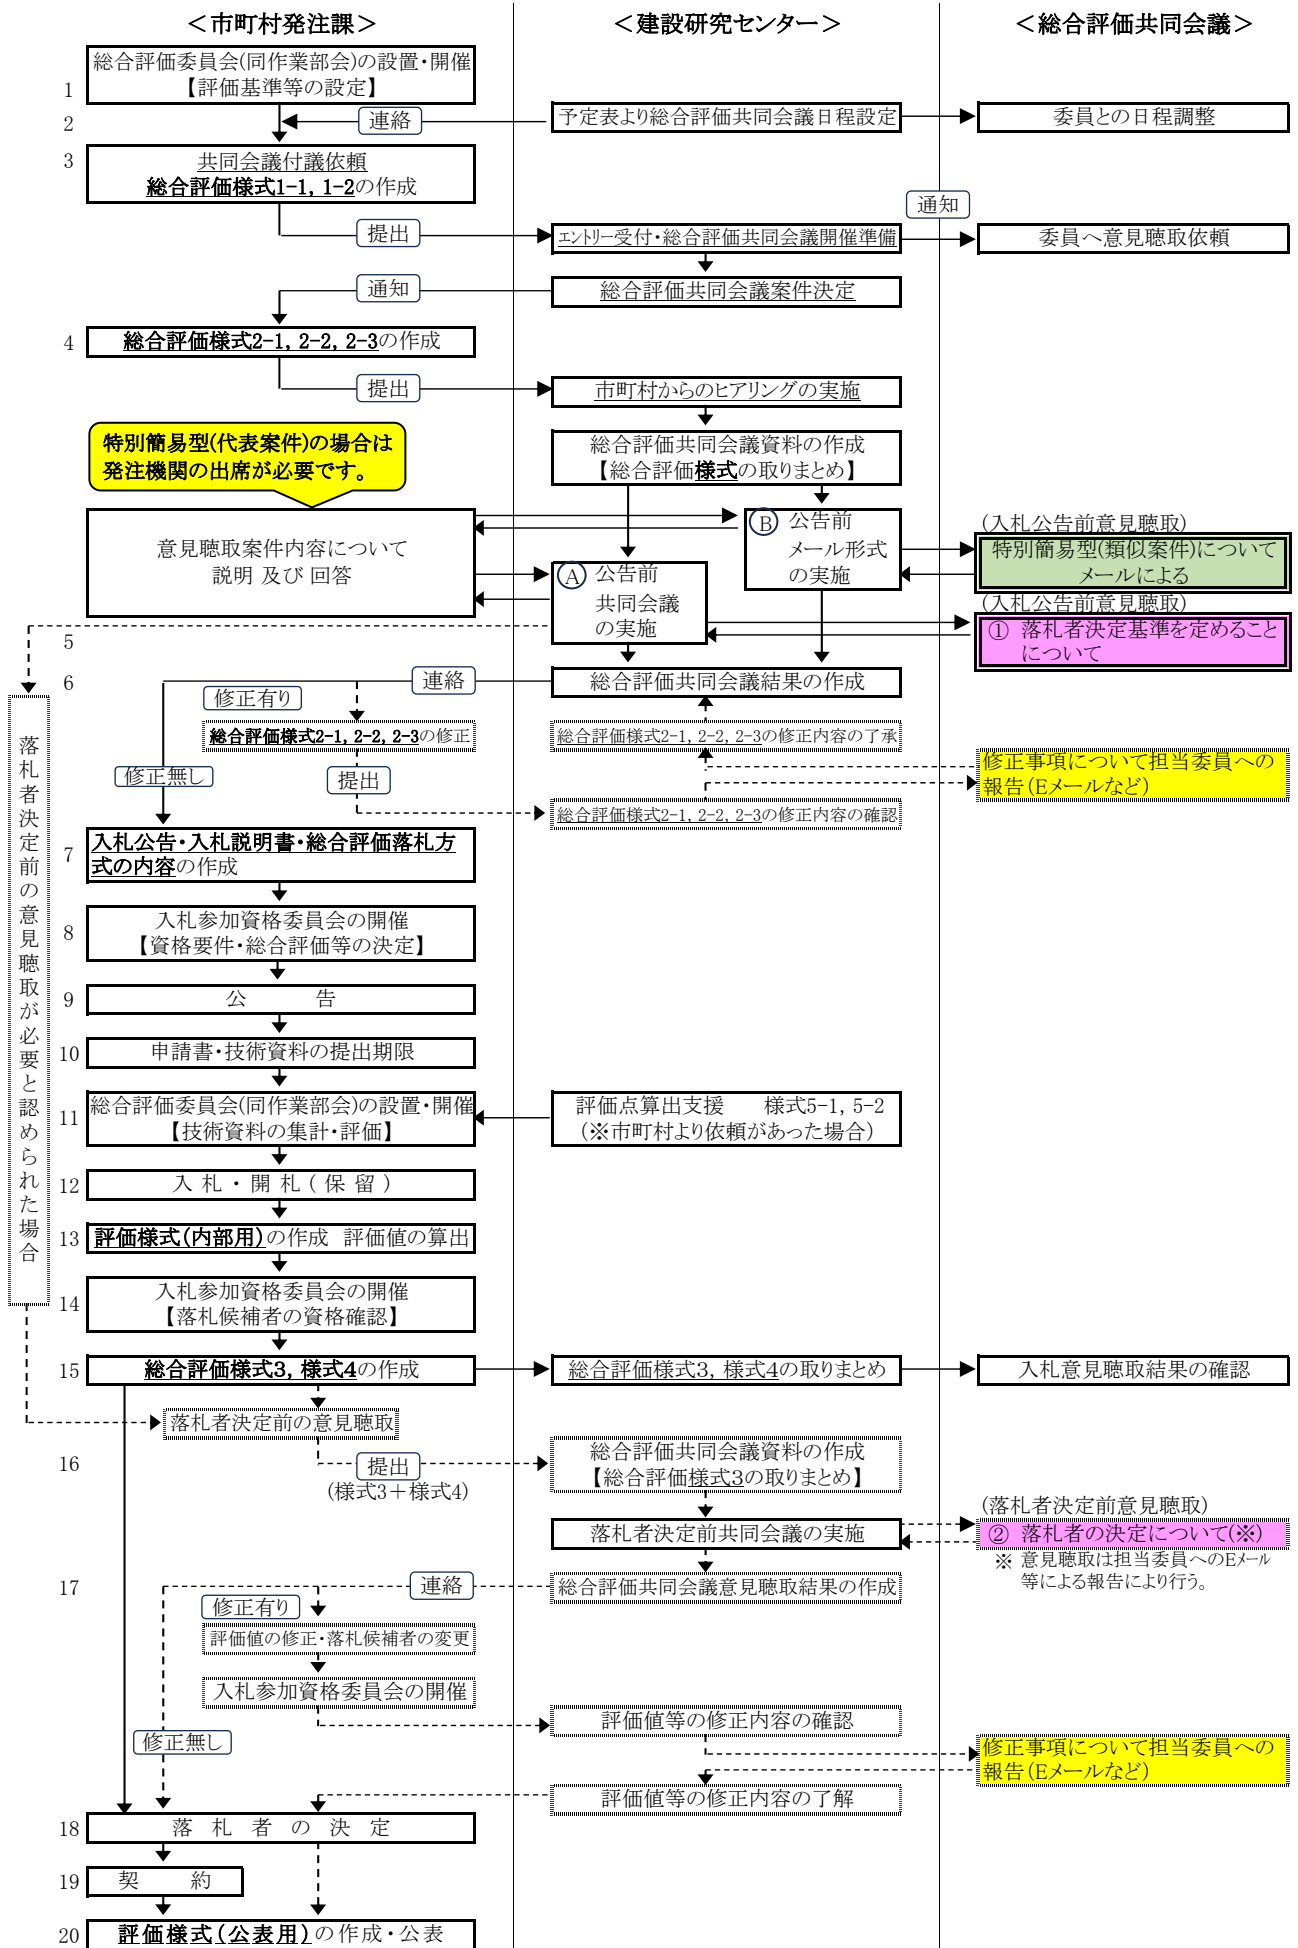 ＜市町村発注課＞
＜建設研究センター＞
＜総合評価共同会議＞
総合評価委員会(同作業部会)の設置・開催
【評価基準等の設定】
1
2
連絡
予定表より総合評価共同会議日程設定
委員との日程調整
3
共同会議付議依頼
総合評価様式1-1, 1-2の作成
通知
提出
エントリー受付・総合評価共同会議開催準備
委員へ意見聴取依頼
通知
総合評価共同会議案件決定
4
総合評価様式2-1, 2-2, 2-3の作成
提出
市町村からのヒアリングの実施
特別簡易型(代表案件)の場合は
発注機関の出席が必要です。
総合評価共同会議資料の作成
【総合評価様式の取りまとめ】
意見聴取案件内容について
説明 及び 回答
B 公告前
メール形式
の実施
(入札公告前意見聴取)
特別簡易型(類似案件)について
メールによる
A 公告前
共同会議
の実施
(入札公告前意見聴取)
① 落札者決定基準を定めること
について
5
6
連絡
総合評価共同会議結果の作成
修正有り
落札者決定前の意見聴取が必要と認められた場合
総合評価様式2-1, 2-2, 2-3の修正
総合評価様式2-1, 2-2, 2-3の修正内容の了承
修正無し
提出
修正事項について担当委員への
報告(Eメールなど)
総合評価様式2-1, 2-2, 2-3の修正内容の確認
7
入札公告・入札説明書・総合評価落札方
式の内容の作成
8
入札参加資格委員会の開催
【資格要件・総合評価等の決定】
9
公 告
10
申請書・技術資料の提出期限
11
総合評価委員会(同作業部会)の設置・開催
【技術資料の集計・評価】
評価点算出支援 様式5-1, 5-2
(※市町村より依頼があった場合)
12
入 札 ・ 開 札 ( 保 留 )
13
評価様式(内部用)の作成 評価値の算出
14
入札参加資格委員会の開催
【落札候補者の資格確認】
15
総合評価様式3, 様式4の作成
総合評価様式3, 様式4の取りまとめ
入札意見聴取結果の確認
落札者決定前の意見聴取
16
提出
(様式3＋様式4)
総合評価共同会議資料の作成
【総合評価様式3の取りまとめ】
落札者決定前共同会議の実施
(落札者決定前意見聴取)
② 落札者の決定について(※)
※ 意見聴取は担当委員へのEメール
等による報告により行う。
17
連絡
総合評価共同会議意見聴取結果の作成
修正有り
評価値の修正・落札候補者の変更
入札参加資格委員会の開催
評価値等の修正内容の確認
修正無し
修正事項について担当委員への
報告(Eメールなど)
評価値等の修正内容の了解
18
落 札 者 の 決 定
19
契 約
20
評価様式(公表用)の作成・公表